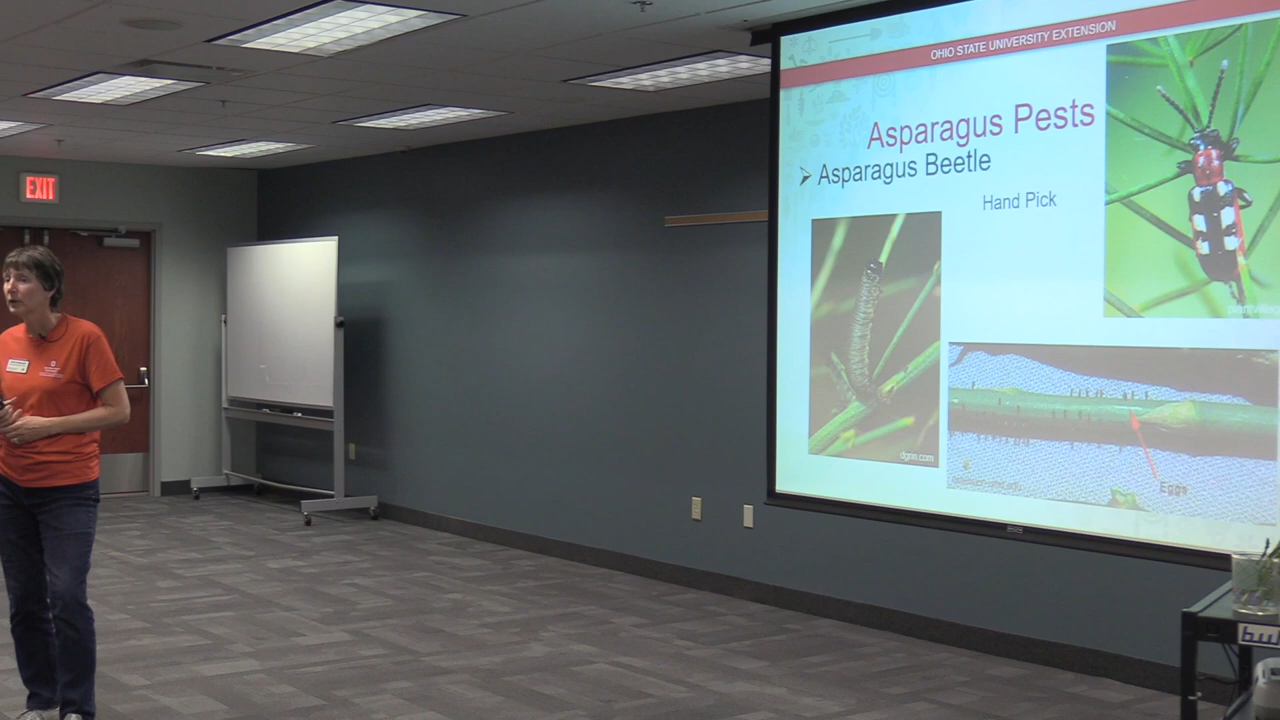 EXIT
OHIO STATE UNIVERSITY EXTENSION
Asparagus Pests
Asparagus Beetle
Hand Pick
dgrin.com
Eggs